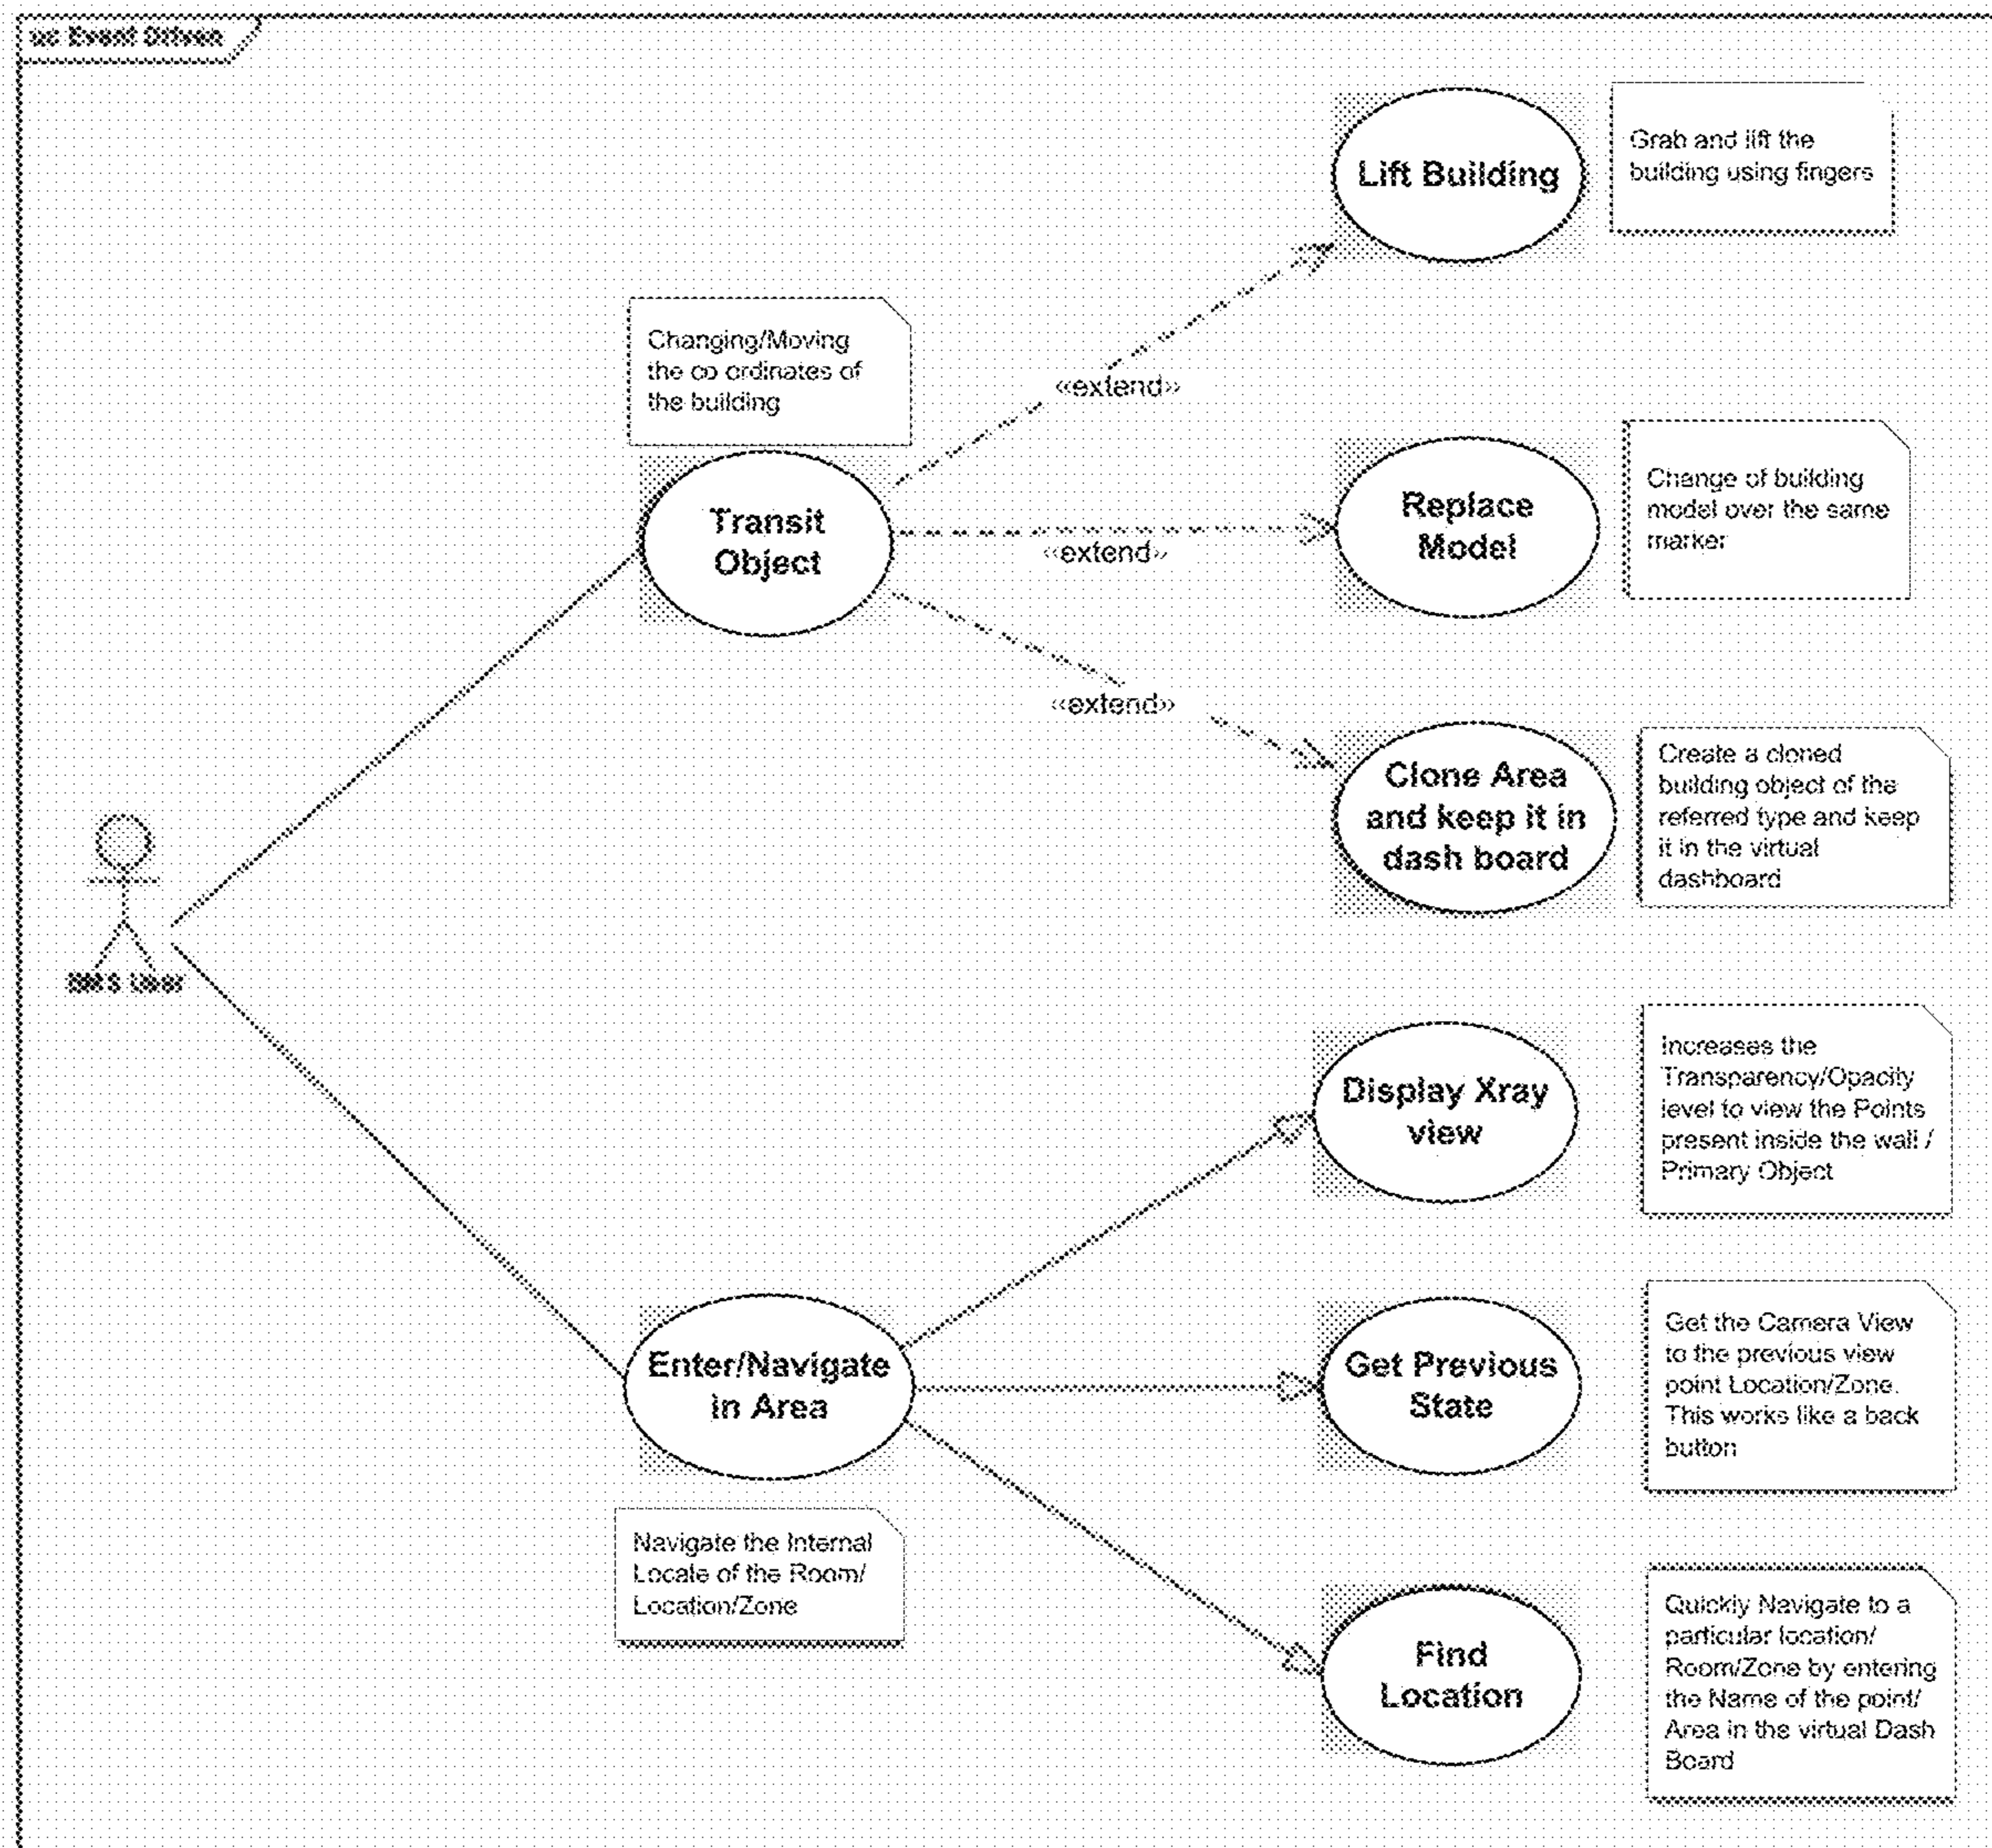 uc Event Driven
Lift Building
Grab and lift the
building using fingers
Changing/Moving
the co ordinates of
the building
«extend»
Transit
Object
«extend»
Replace
Model
Change of building
model over the same
marker
«extend»
Clone Area
and keep it in
dash board
Create a cloned
building object of the
referred type and keep
it in the virtual
dashboard
User
Display Xray
view
Increases the
Transparency/Opacity
level to view the Points
present inside the wall /
Primary Object
Enter/Navigate
in Area
Get Previous
State
Get the Camera View
to the previous view
point Location/Zone.
This works like a back
button
Navigate the Internal
Locale of the Room/
Location/Zone
Find
Location
Quickly Navigate to a
particular location/
Room/Zone by entering
the Name of the point/
Area in the virtual Dash
Board